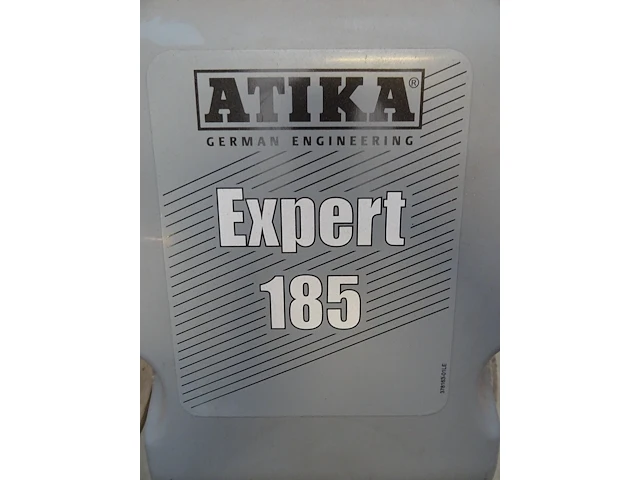 ATIKA®
GERMAN ENGINEERING
Expert
185